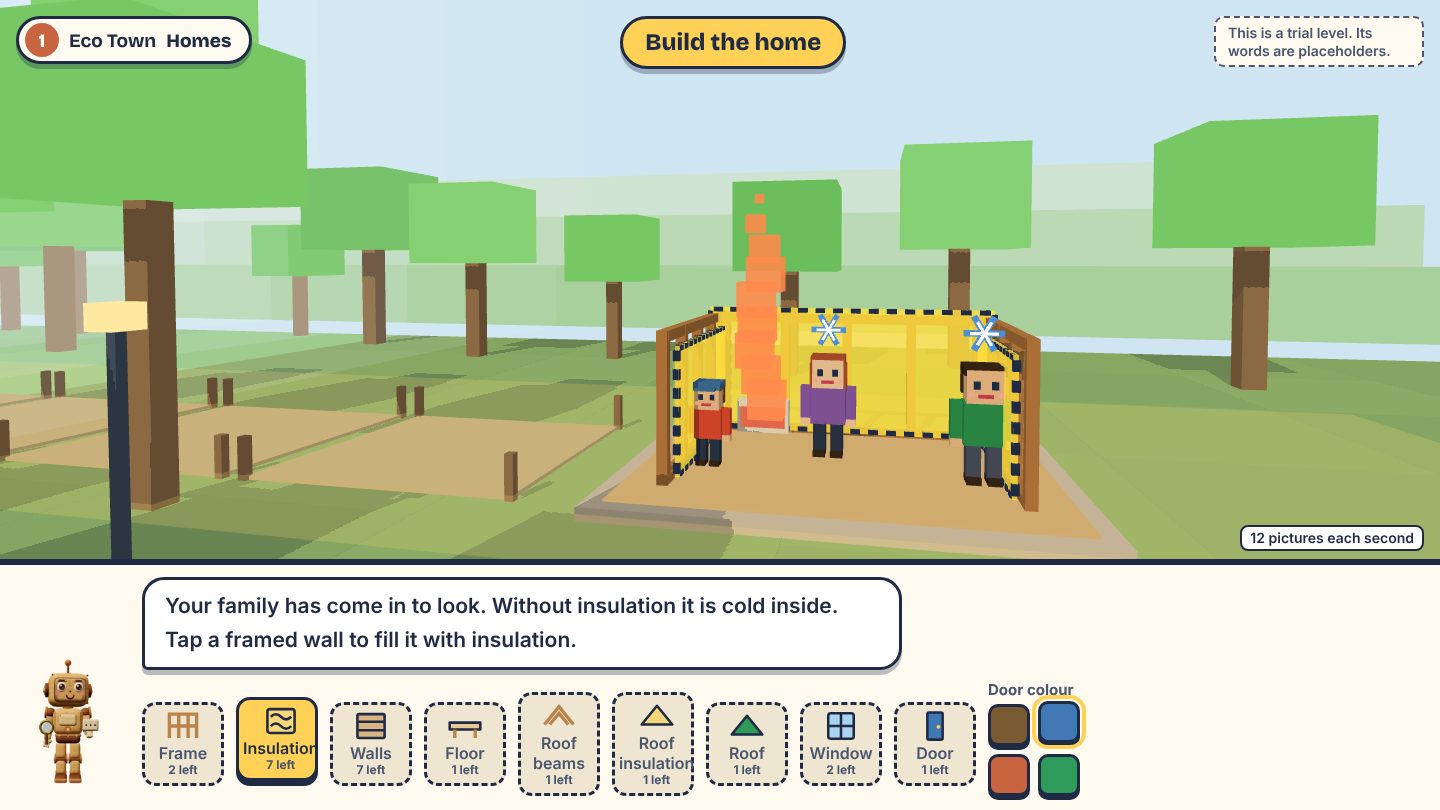 1 Eco Town Homes
Build the home
This is a trial level. Its
words are placeholders.
12 pictures each second
Your family has come in to look. Without insulation it is cold inside.
Tap a framed wall to fill it with insulation.
Door colour
Frame
2 left
Insulation
7 left
Walls
7 left
Floor
1 left
Roof
beams
1 left
Roof
insulation
1 left
Roof
1 left
Window
2 left
Door
1 left